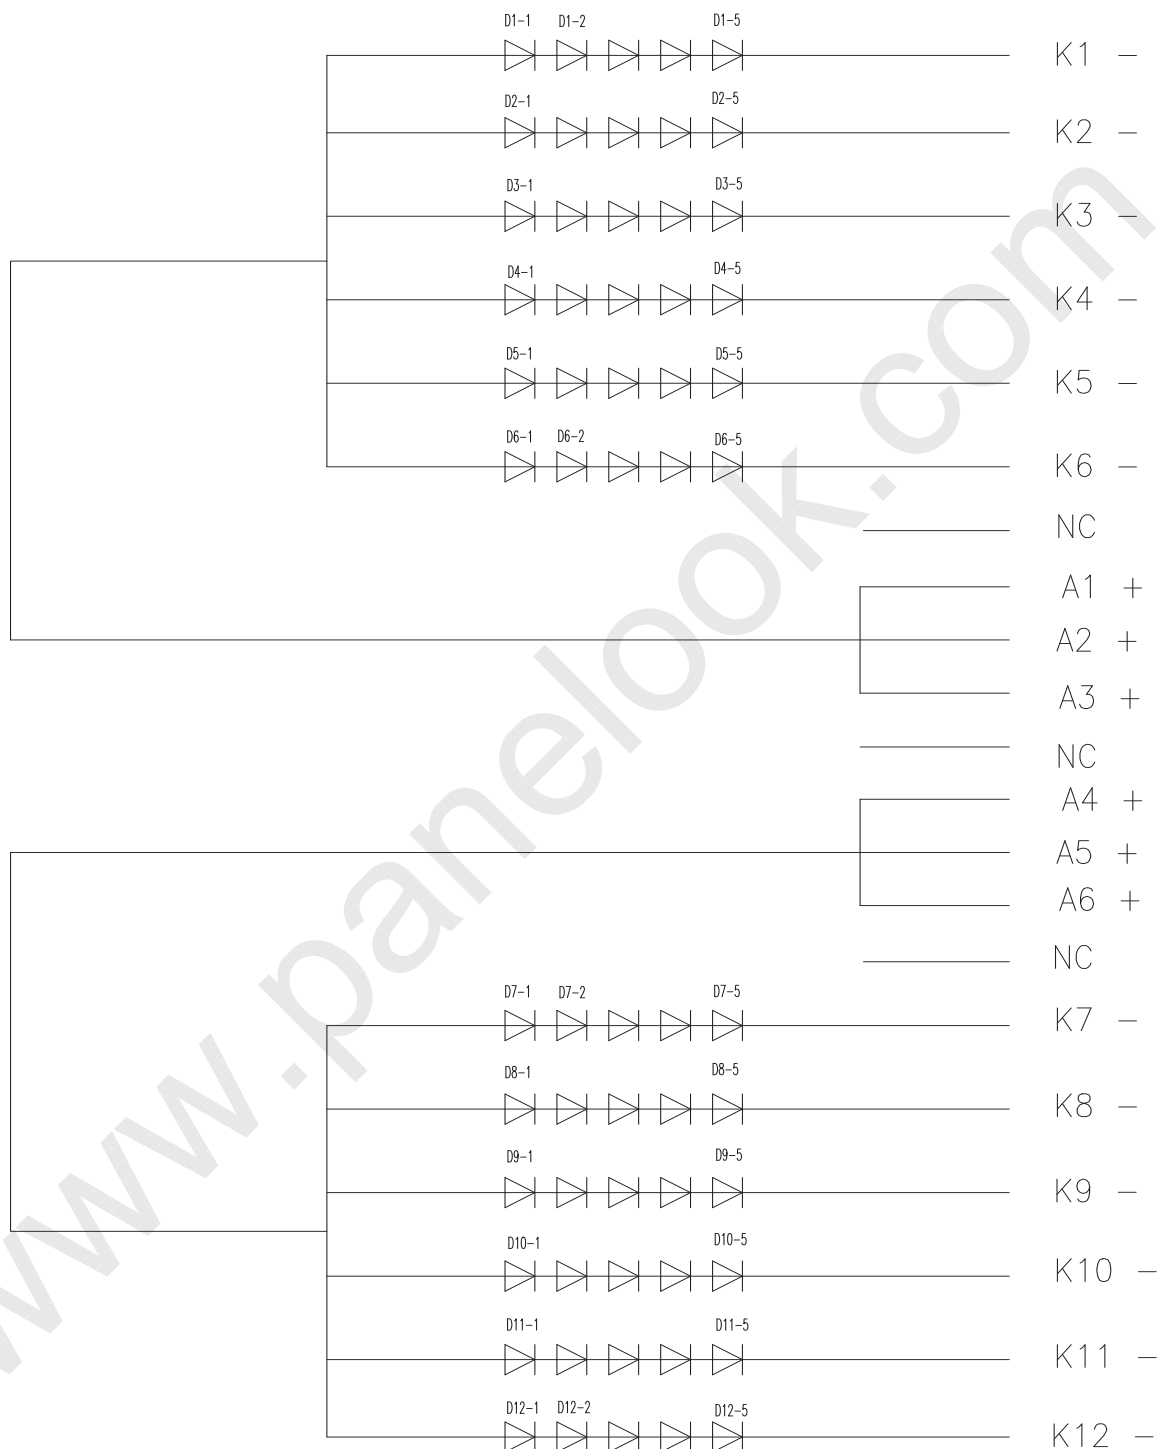 D1-1 D1-2 D1-5
K1 -
D2-1 D2-5
K2 -
D3-1 D3-5
K3 -
D4-1 D4-5
K4 -
D5-1 D5-5
K5 -
D6-1 D6-2 D6-5
K6 -
NC
A1 +
A2 +
A3 +
NC
A4 +
A5 +
A6 +
NC
D7-1 D7-2 D7-5
K7 -
D8-1 D8-5
K8 -
D9-1 D9-5
K9 -
D10-1 D10-5
K10 -
D11-1 D11-5
K11 -
D12-1 D12-2 D12-5
K12 -
www.panelook.com